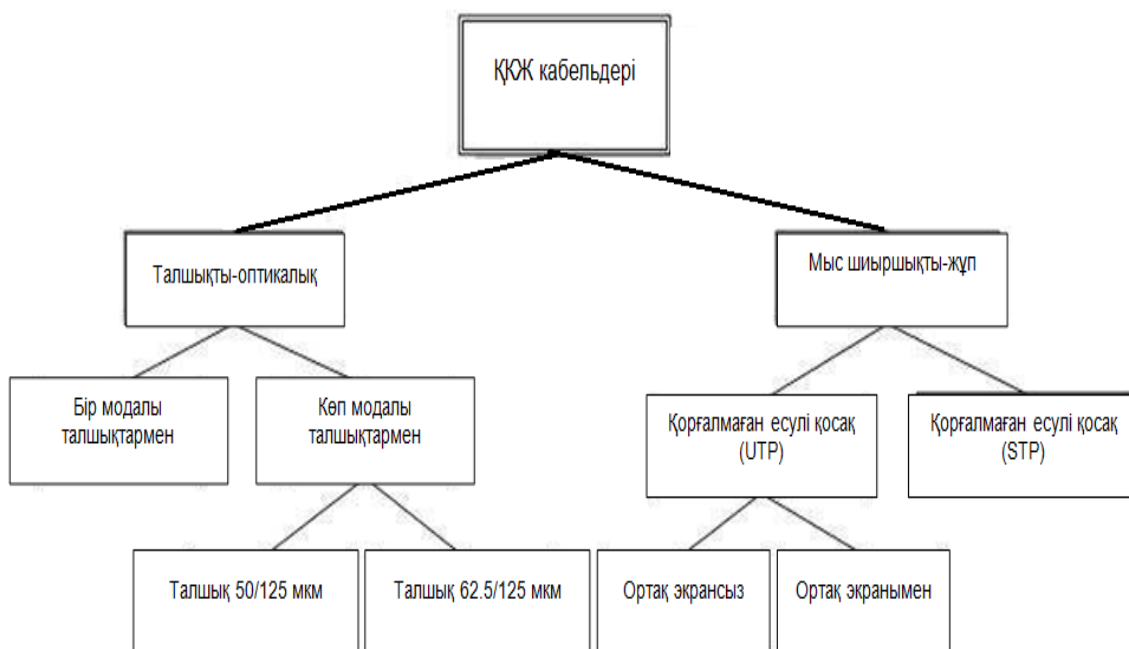 ҚКЖ кабельдері
Талшықты-оптикалық
Мыс шиыршықты-жұп
Бір модалы
талшықтармен
Көп модалы
талшықтармен
Қорғалмаған есулі қосақ
(UTP)
Қорғалмаған есулі қосақ
(STP)
Талшық 50/125 мкм
Талшық 62.5/125 мкм
Ортақ экрансыз
Ортақ экранымен